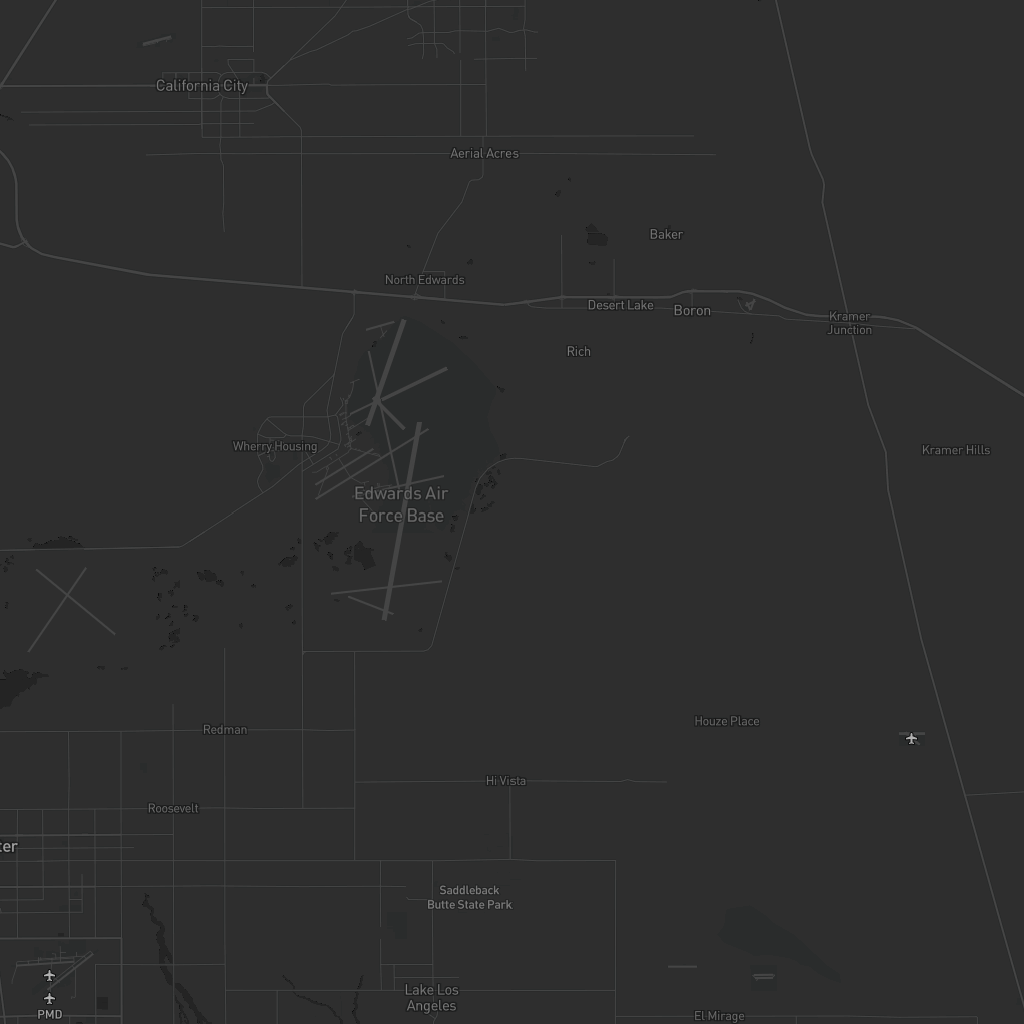 California City
Aerial Acres
Baker
North Edwards
Desert Lake
Boron
Kramer
Junction
Rich
Wherry Housing
Kramer Hills
Edwards Air
Force Base
Houze Place
Redman
Hi Vista
Roosevelt
ter
Saddleback
Butte State Park
Lake Los
Angeles
PMD
El Mirage